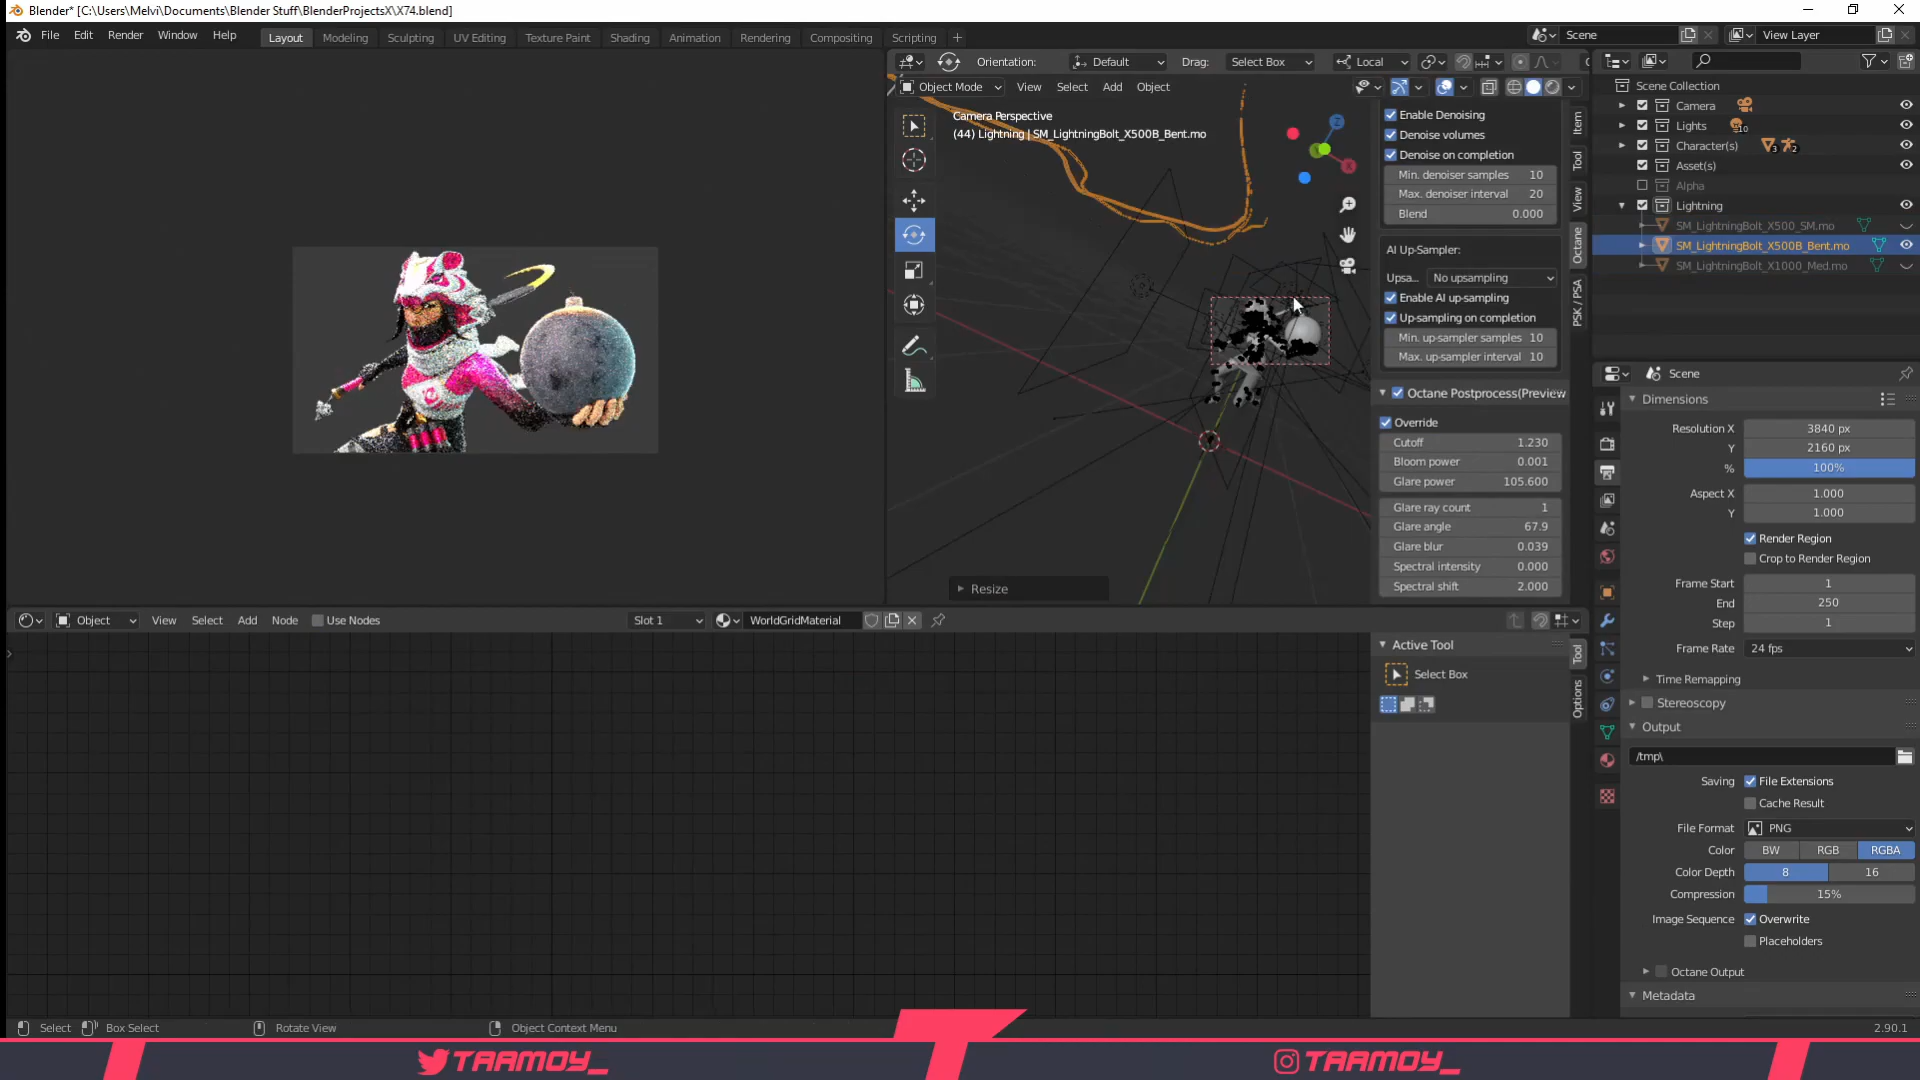 Blender* [C:\Users\Melvi\Documents\Blender Stuff\BlenderProjectsX\X74.blend]
File Edit Render Window Help
Layout Modeling Sculpting UV Editing Texture Paint Shading Animation Rendering Compositing Scripting
Scene
View Layer
Orientation: Default Drag: Select Box Local
Object Mode View Select Add Object
Camera Perspective
(44) Lightning | SM_LightningBolt_X500B_Bent.mo
Resize
Enable Denoising
Denoise volumes
Denoise on completion
Min. denoiser samples 10
Max. denoiser interval 20
Blend 0.000
AI Up-Sampler:
Upsa... No upsampling
Enable AI up-sampling
Up-sampling on completion
Min. up-sampler samples 10
Max. up-sampler interval 10
Octane Postprocess(Preview
Override
Cutoff 1.230
Bloom power 0.001
Glare power 105.600
Glare ray count 1
Glare angle 67.9
Glare blur 0.039
Spectral intensity 0.000
Spectral shift 2.000
Item
Tool
View
Octane
PSK / PSA
Scene Collection
Camera
Lights 10
Character(s) 3 2
Asset(s)
Alpha
Lightning
SM_LightningBolt_X500_SM.mo
SM_LightningBolt_X500B_Bent.mo
SM_LightningBolt_X1000_Med.mo
Scene
Dimensions
Resolution X 3840 px
Y 2160 px
% 100%
Aspect X 1.000
Y 1.000
Render Region
Crop to Render Region
Frame Start 1
End 250
Step 1
Frame Rate 24 fps
Time Remapping
Stereoscopy
Output
/tmp\
Saving File Extensions
Cache Result
File Format PNG
Color BW RGB RGBA
Color Depth 8 16
Compression 15%
Image Sequence Overwrite
Placeholders
Octane Output
Metadata
Object View Select Add Node Use Nodes Slot 1 WorldGridMaterial
Active Tool
Select Box
Tool
Options
Select Box Select Rotate View Object Context Menu 2.90.1
TAAMOY_ TAAMOY_